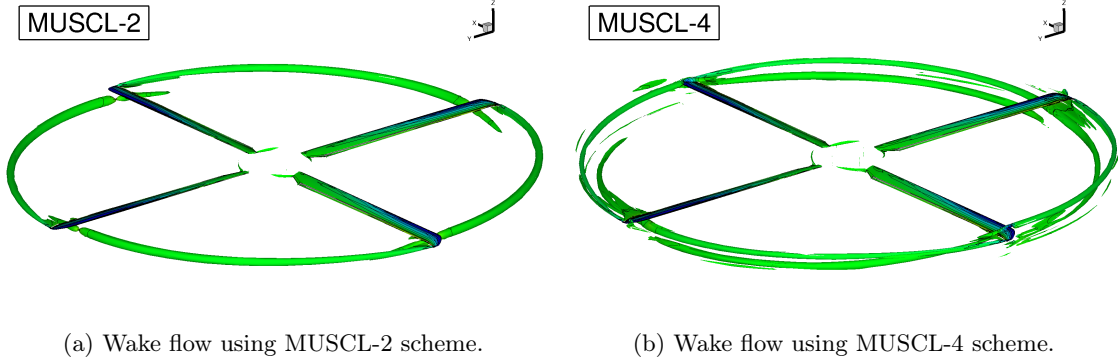 MUSCL-2
Z
X
Y
MUSCL-4
Z
X
Y
(a) Wake flow using MUSCL-2 scheme.
(b) Wake flow using MUSCL-4 scheme.